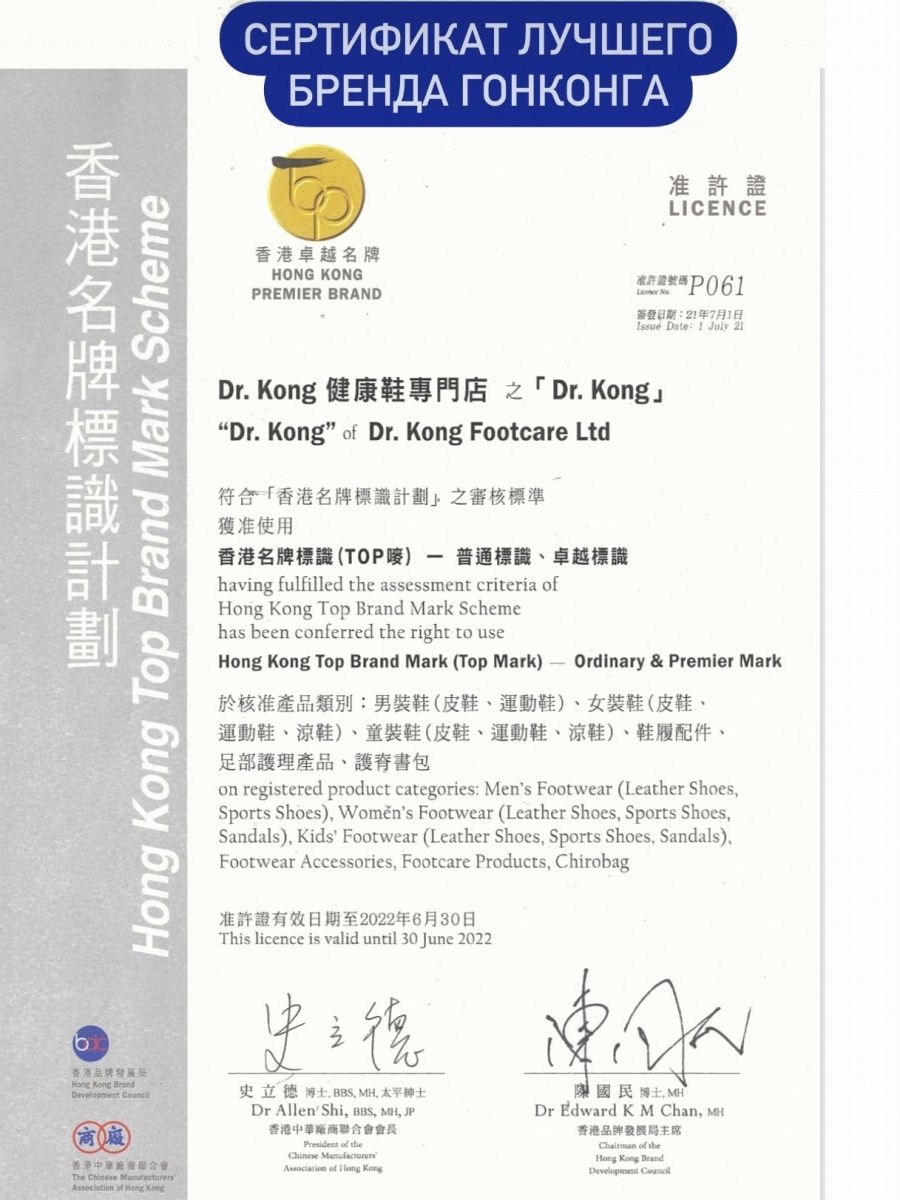 СЕРТИФИКАТ ЛУЧШЕГО
БРЕНДА ГОНКОНГА
香港名牌標識計劃
Hong Kong Top Brand Mark Scheme
香港卓越名牌
HONG KONG
PREMIER BRAND
准許證
LICENCE
准許證號碼 P061
Licence No:
簽發日期：21年7月1日
Issue Date: 1 July 21
Dr. Kong 健康鞋專門店 之「Dr. Kong」
“Dr. Kong” of Dr. Kong Footcare Ltd
符合「香港名牌標識計劃」之審核標準
獲准使用
香港名牌標識(TOP嘜) — 普通標識、卓越標識
having fulfilled the assessment criteria of
Hong Kong Top Brand Mark Scheme
has been conferred the right to use
Hong Kong Top Brand Mark (Top Mark) — Ordinary & Premier Mark
於核准產品類別：男裝鞋(皮鞋、運動鞋)、女裝鞋(皮鞋、
運動鞋、涼鞋)、童裝鞋(皮鞋、運動鞋、涼鞋)、鞋履配件、
足部護理產品、護脊書包
on registered product categories: Men's Footwear (Leather Shoes,
Sports Shoes), Women's Footwear (Leather Shoes, Sports Shoes,
Sandals), Kids' Footwear (Leather Shoes, Sports Shoes, Sandals),
Footwear Accessories, Footcare Products, Chirobag
准許證有效日期至2022年6月30日
This licence is valid until 30 June 2022
史立德
史立德 博士, BBS, MH, 太平紳士
Dr Allen Shi, BBS, MH, JP
香港中華廠商聯合會會長
President of the
Chinese Manufacturers'
Association of Hong Kong
陳國民 博士, MH
Dr Edward K M Chan, MH
香港品牌發展局主席
Chairman of the
Hong Kong Brand
Development Council
bdc
香港品牌發展局
Hong Kong Brand
Development Council
商廠
香港中華廠商聯合會
The Chinese Manufacturers'
Association of Hong Kong